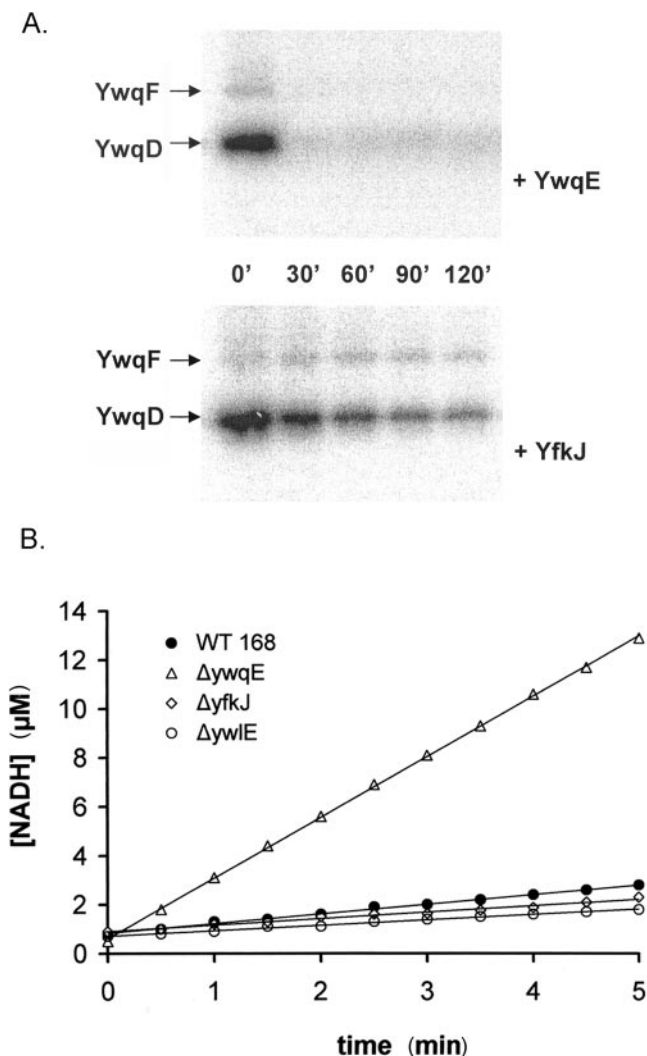 A.
YwqF
YwqD
+ YwqE
0' 30' 60' 90' 120'
YwqF
YwqD
+ YfkJ
B.
14
12
10
8
6
4
2
0
[NADH] (µM)
WT 168
ΔywqE
ΔyfkJ
ΔywlE
0 1 2 3 4 5
time (min)